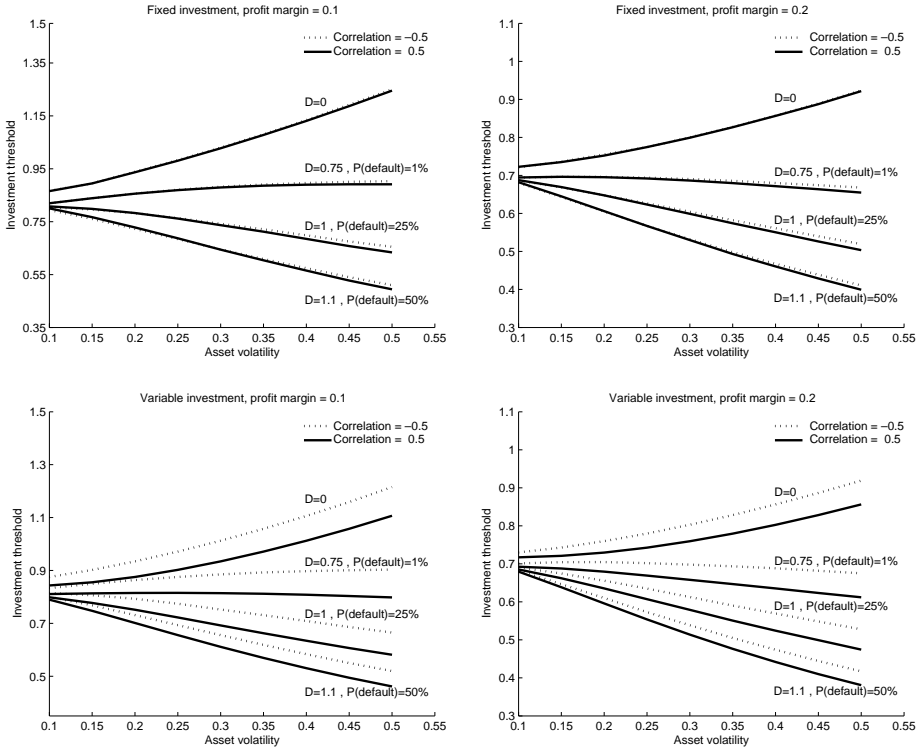 Fixed investment, profit margin = 0.1
1.5
1.35
1.15
0.95
0.75
0.55
0.35
Investment threshold
Correlation = −0.5
Correlation = 0.5
D=0
D=0.75 , P(default)=1%
D=1 , P(default)=25%
D=1.1 , P(default)=50%
0.1 0.15 0.2 0.25 0.3 0.35 0.4 0.45 0.5 0.55
Asset volatility
Fixed investment, profit margin = 0.2
1.1
1
0.9
0.8
0.7
0.6
0.5
0.4
0.3
Investment threshold
Correlation = −0.5
Correlation = 0.5
D=0
D=0.75 , P(default)=1%
D=1 , P(default)=25%
D=1.1 , P(default)=50%
0.1 0.15 0.2 0.25 0.3 0.35 0.4 0.45 0.5 0.55
Asset volatility
Variable investment, profit margin = 0.1
1.5
1.3
1.1
0.9
0.7
0.5
Investment threshold
Correlation = −0.5
Correlation = 0.5
D=0
D=0.75 , P(default)=1%
D=1 , P(default)=25%
D=1.1 , P(default)=50%
0.1 0.15 0.2 0.25 0.3 0.35 0.4 0.45 0.5 0.55
Asset volatility
Variable investment, profit margin = 0.2
1.1
1
0.9
0.8
0.7
0.6
0.5
0.4
0.3
Investment threshold
Correlation = −0.5
Correlation = 0.5
D=0
D=0.75 , P(default)=1%
D=1 , P(default)=25%
D=1.1 , P(default)=50%
0.1 0.15 0.2 0.25 0.3 0.35 0.4 0.45 0.5 0.55
Asset volatility